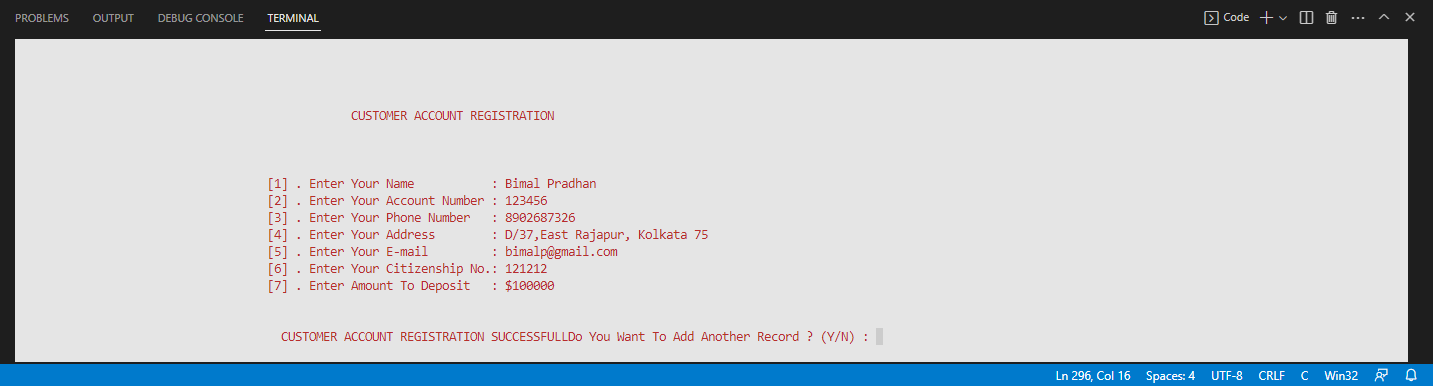 PROBLEMS OUTPUT DEBUG CONSOLE TERMINAL Code
CUSTOMER ACCOUNT REGISTRATION
[1] . Enter Your Name : Bimal Pradhan
[2] . Enter Your Account Number : 123456
[3] . Enter Your Phone Number : 8902687326
[4] . Enter Your Address : D/37,East Rajapur, Kolkata 75
[5] . Enter Your E-mail : bimalp@gmail.com
[6] . Enter Your Citizenship No.: 121212
[7] . Enter Amount To Deposit : $100000
CUSTOMER ACCOUNT REGISTRATION SUCCESSFULLDo You Want To Add Another Record ? (Y/N) :
Ln 296, Col 16 Spaces: 4 UTF-8 CRLF C Win32